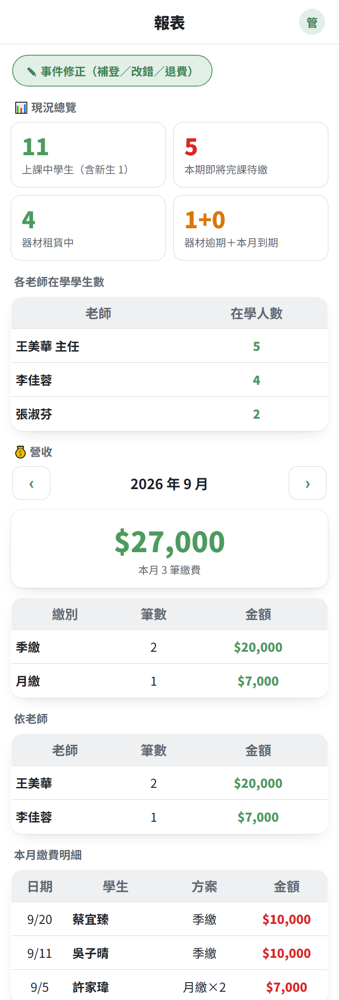 報表
管
事件修正（補登／改錯／退費）
現況總覽
11
上課中學生（含新生 1）
5
本期即將完課待繳
4
器材租賃中
1+0
器材逾期＋本月到期
各老師在學學生數
老師 在學人數
王美華 主任 5
李佳蓉 4
張淑芬 2
營收
‹ 2026 年 9 月 ›
$27,000
本月 3 筆繳費
繳別 筆數 金額
季繳 2 $20,000
月繳 1 $7,000
依老師
老師 筆數 金額
王美華 2 $20,000
李佳蓉 1 $7,000
本月繳費明細
日期 學生 方案 金額
9/20 蔡宜臻 季繳 $10,000
9/11 吳子晴 季繳 $10,000
9/5 許家瑋 月繳×2 $7,000